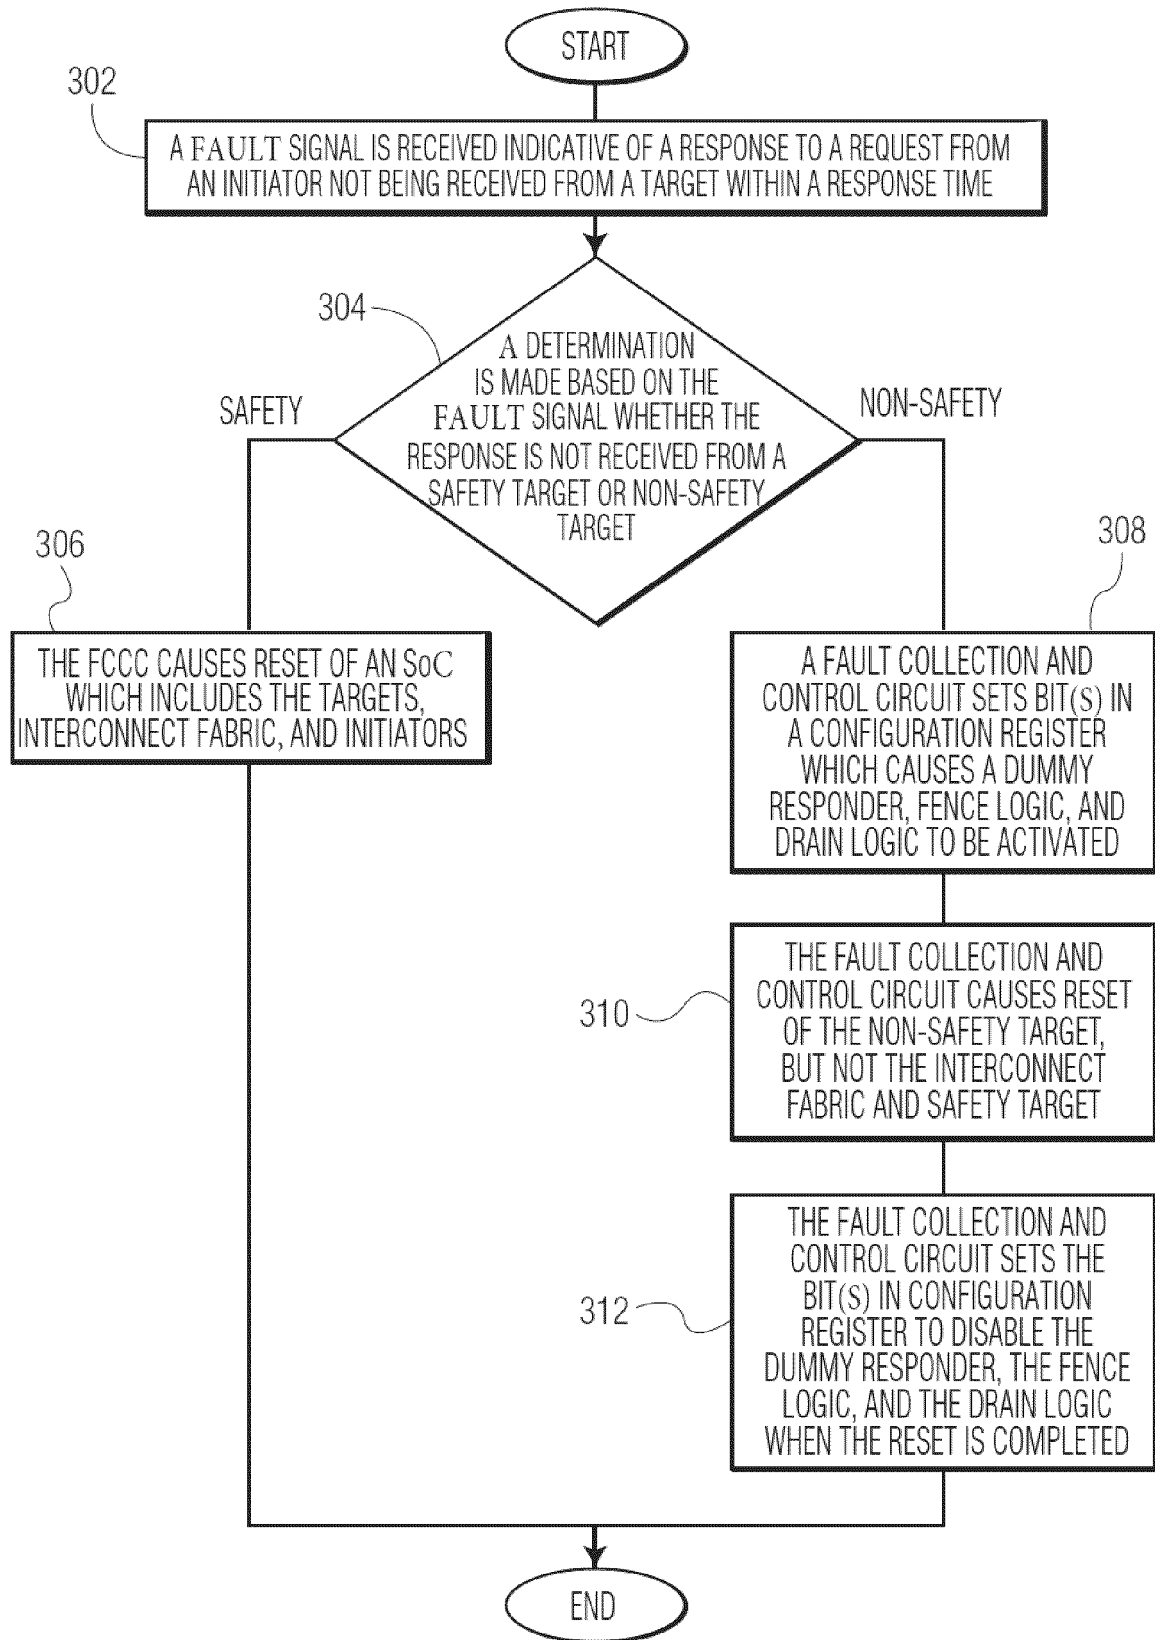 START
302
A FAULT SIGNAL IS RECEIVED INDICATIVE OF A RESPONSE TO A REQUEST FROM
AN INITIATOR NOT BEING RECEIVED FROM A TARGET WITHIN A RESPONSE TIME
304
A DETERMINATION
IS MADE BASED ON THE
FAULT SIGNAL WHETHER THE
RESPONSE IS NOT RECEIVED FROM A
SAFETY TARGET OR NON-SAFETY
TARGET
SAFETY
NON-SAFETY
306
THE FCCC CAUSES RESET OF AN SoC
WHICH INCLUDES THE TARGETS,
INTERCONNECT FABRIC, AND INITIATORS
308
A FAULT COLLECTION AND
CONTROL CIRCUIT SETS BIT(S) IN
A CONFIGURATION REGISTER
WHICH CAUSES A DUMMY
RESPONDER, FENCE LOGIC, AND
DRAIN LOGIC TO BE ACTIVATED
310
THE FAULT COLLECTION AND
CONTROL CIRCUIT CAUSES RESET
OF THE NON-SAFETY TARGET,
BUT NOT THE INTERCONNECT
FABRIC AND SAFETY TARGET
312
THE FAULT COLLECTION AND
CONTROL CIRCUIT SETS THE
BIT(S) IN CONFIGURATION
REGISTER TO DISABLE THE
DUMMY RESPONDER, THE FENCE
LOGIC, AND THE DRAIN LOGIC
WHEN THE RESET IS COMPLETED
END